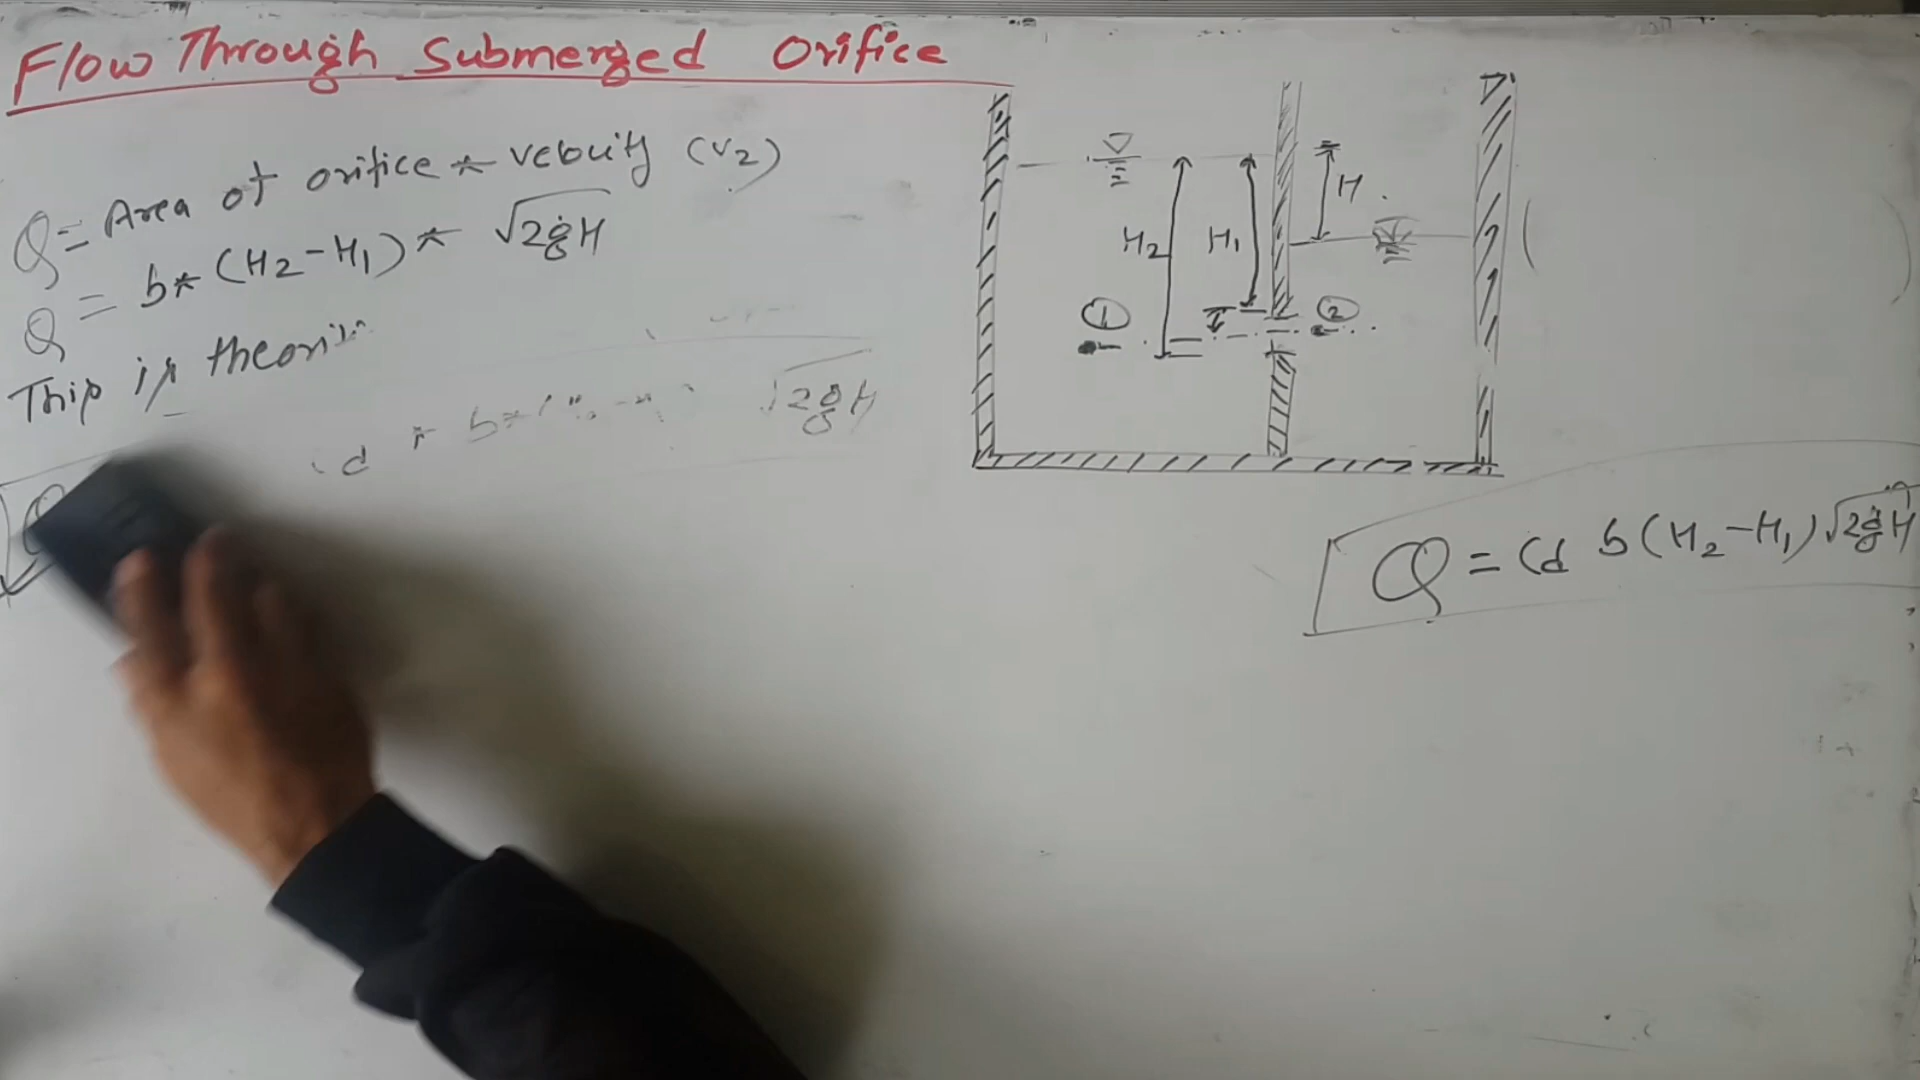 Flow Through Submerged Orifice
Q = Area of orifice * velocity (V2)
Q = b * (H2 - H1) * √2gH
This is
d * b * √2gH
H2
H1
H
1
2
Q = Cd b (H2 - H1) √2gH